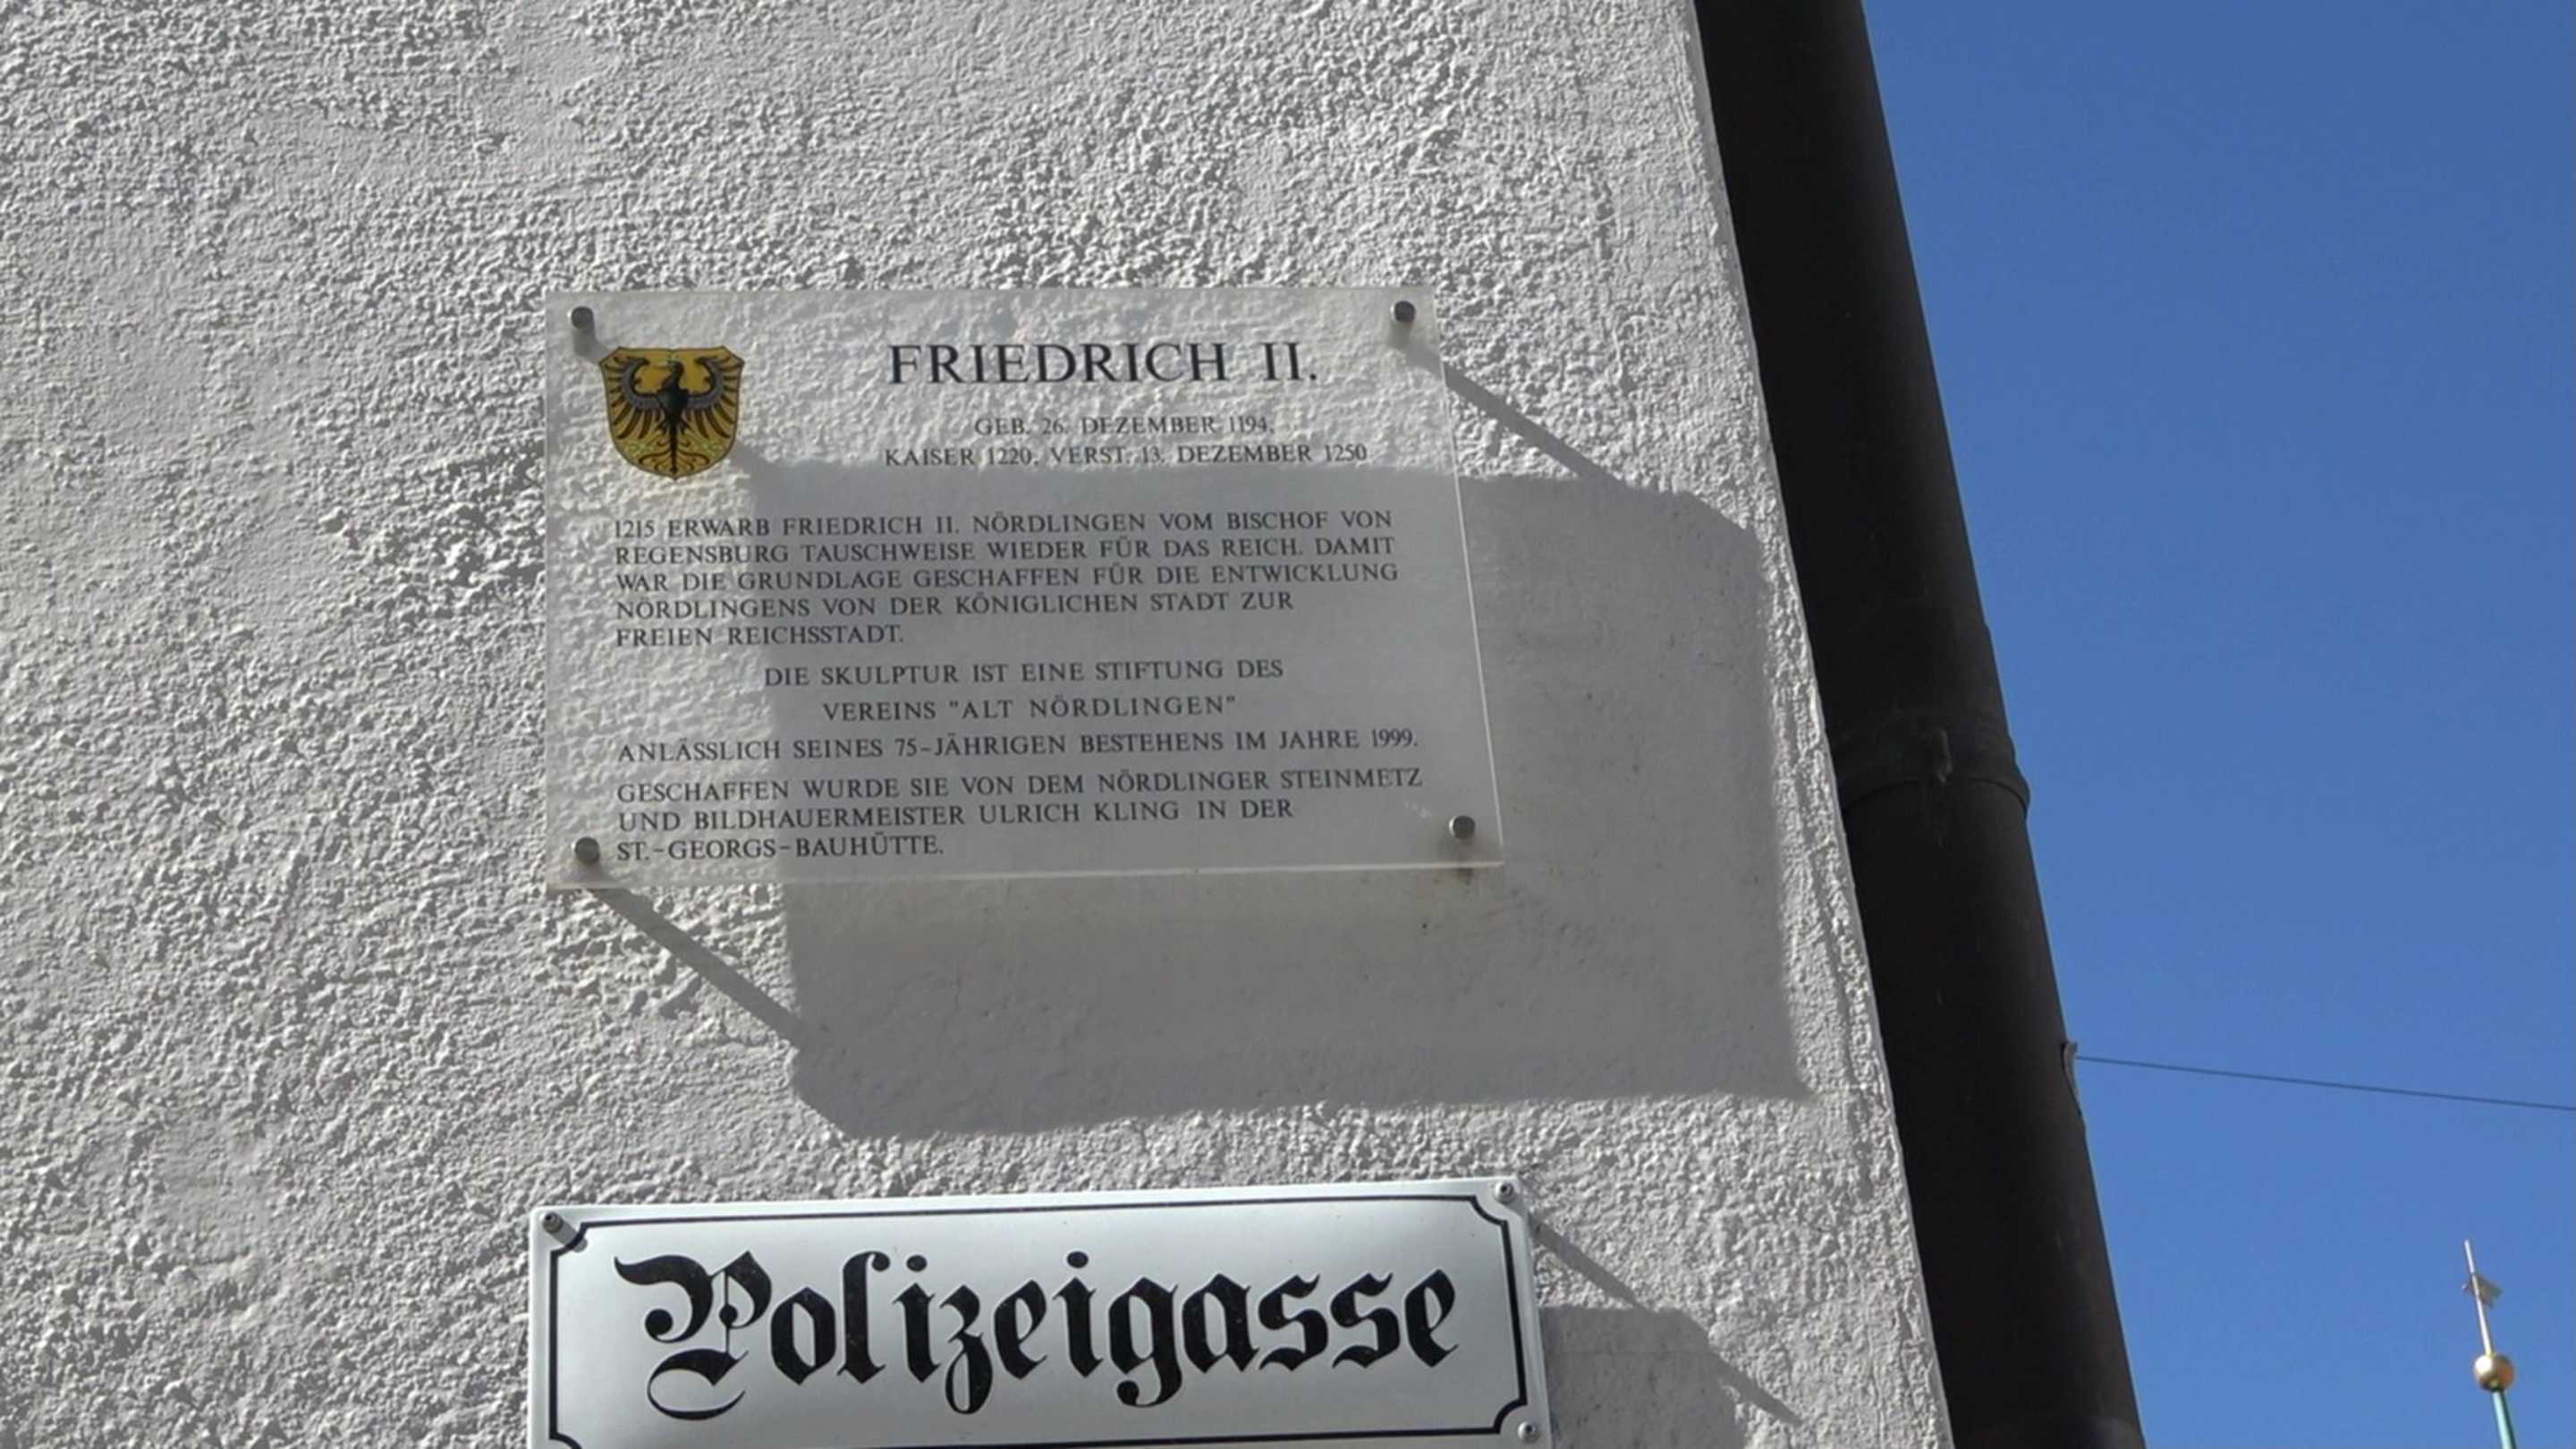 FRIEDRICH II.
GEB. 26. DEZEMBER 1194,
KAISER 1220, VERST. 13. DEZEMBER 1250
1215 ERWARB FRIEDRICH II. NÖRDLINGEN VOM BISCHOF VON
REGENSBURG TAUSCHWEISE WIEDER FÜR DAS REICH. DAMIT
WAR DIE GRUNDLAGE GESCHAFFEN FÜR DIE ENTWICKLUNG
NÖRDLINGENS VON DER KÖNIGLICHEN STADT ZUR
FREIEN REICHSSTADT.
DIE SKULPTUR IST EINE STIFTUNG DES
VEREINS "ALT NÖRDLINGEN"
ANLÄSSLICH SEINES 75-JÄHRIGEN BESTEHENS IM JAHRE 1999.
GESCHAFFEN WURDE SIE VON DEM NÖRDLINGER STEINMETZ
UND BILDHAUERMEISTER ULRICH KLING IN DER
ST.-GEORGS-BAUHÜTTE.
Polizeigasse